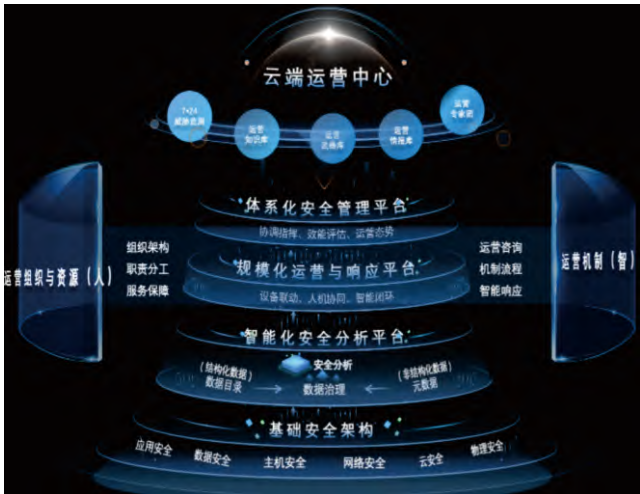 云端运营中心
7*24
威胁监测
运营
知识库
运营
运营
情报库
运营
专家团
体系化安全管理平台
协调指挥、效能评估、运营态势
组织架构
职责分工
服务保障
运营组织与资源（人）
规模化运营与响应平台
设备联动、人机协同、智能闭环
运营咨询
机制流程
智能响应
运营机制（智）
智能化安全分析平台
安全分析
（结构化数据）
数据目录
数据治理
（非结构化数据）
元数据
基础安全架构
应用安全
数据安全
主机安全
网络安全
云安全
物理安全